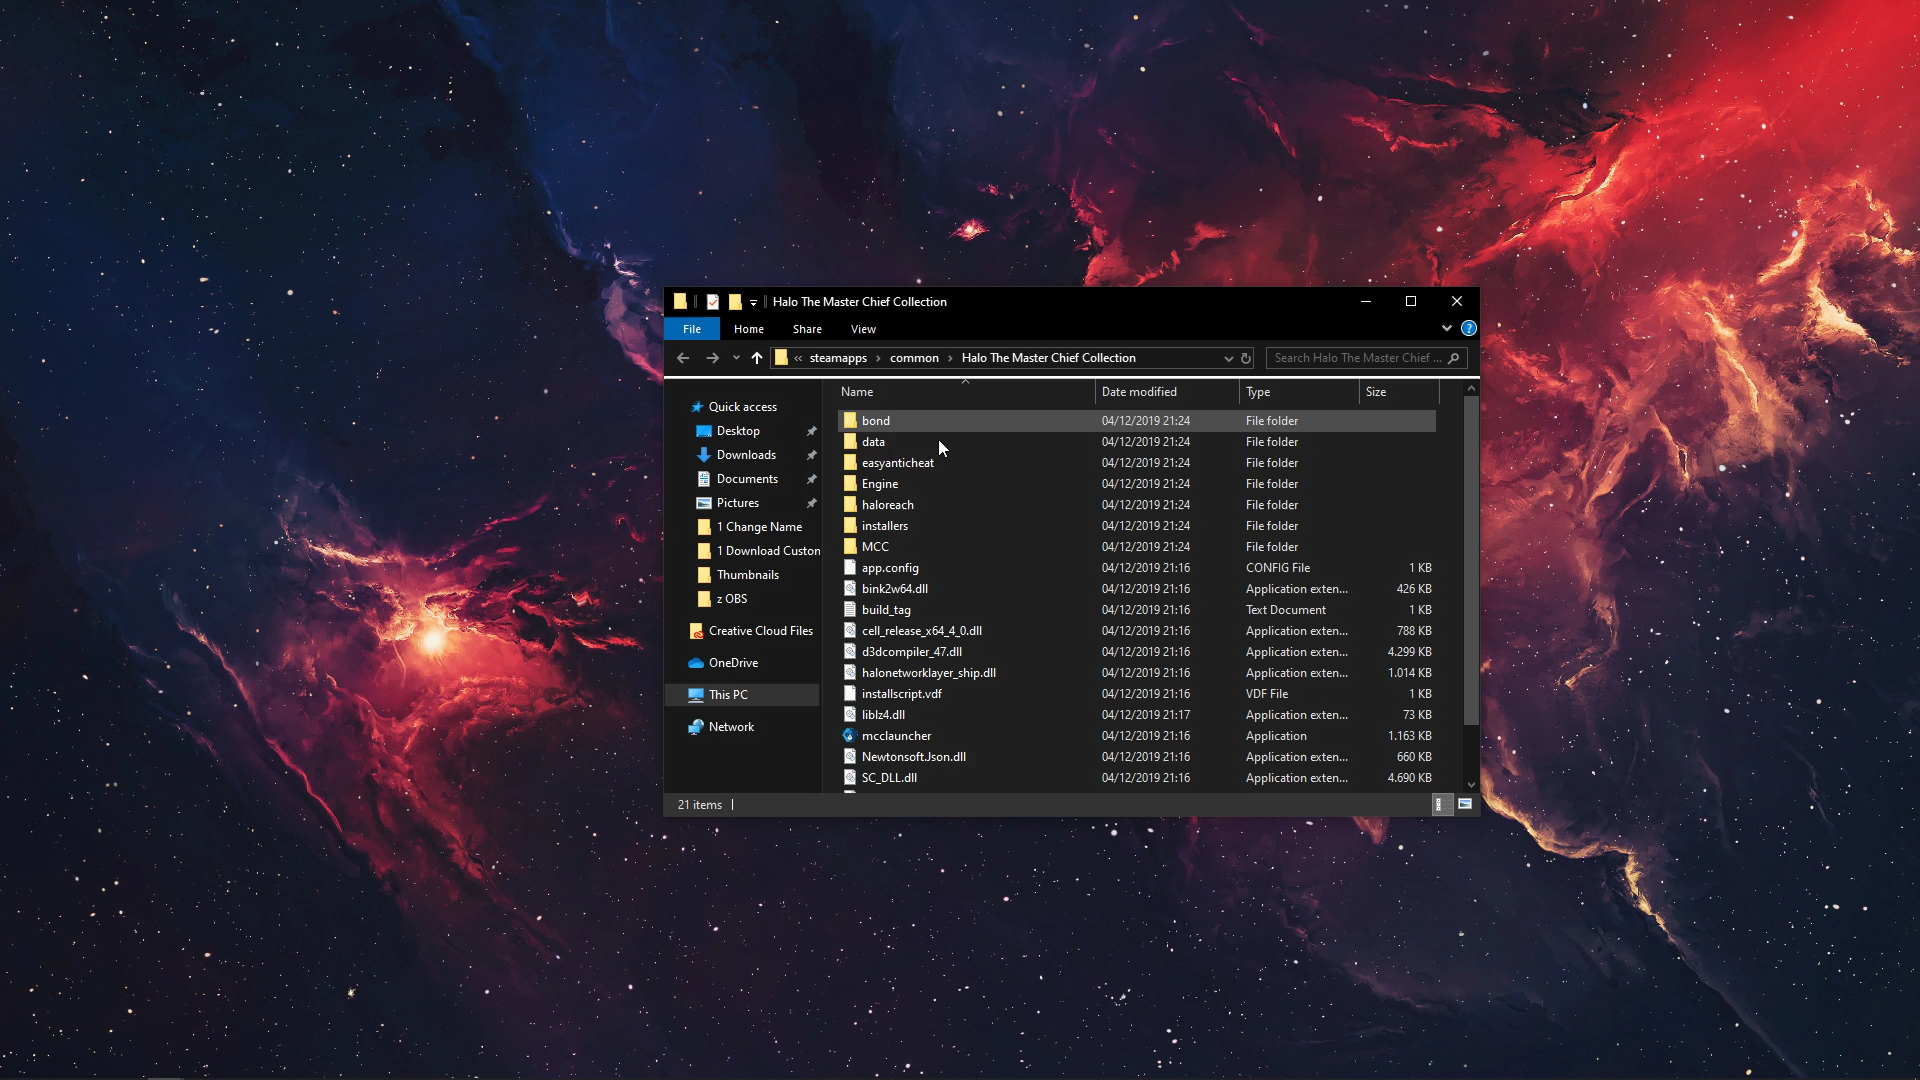 Halo The Master Chief Collection
File Home Share View
« steamapps > common > Halo The Master Chief Collection
Search Halo The Master Chief ...
Quick access
Desktop
Downloads
Documents
Pictures
1 Change Name
1 Download Custon
Thumbnails
z OBS
Creative Cloud Files
OneDrive
This PC
Network
Name Date modified Type Size
bond 04/12/2019 21:24 File folder
data 04/12/2019 21:24 File folder
easyanticheat 04/12/2019 21:24 File folder
Engine 04/12/2019 21:24 File folder
haloreach 04/12/2019 21:24 File folder
installers 04/12/2019 21:24 File folder
MCC 04/12/2019 21:24 File folder
app.config 04/12/2019 21:16 CONFIG File 1 KB
bink2w64.dll 04/12/2019 21:16 Application exten... 426 KB
build_tag 04/12/2019 21:16 Text Document 1 KB
cell_release_x64_4_0.dll 04/12/2019 21:16 Application exten... 788 KB
d3dcompiler_47.dll 04/12/2019 21:16 Application exten... 4.299 KB
halonetworklayer_ship.dll 04/12/2019 21:16 Application exten... 1.014 KB
installscript.vdf 04/12/2019 21:16 VDF File 1 KB
liblz4.dll 04/12/2019 21:17 Application exten... 73 KB
mcclauncher 04/12/2019 21:16 Application 1.163 KB
Newtonsoft.Json.dll 04/12/2019 21:16 Application exten... 660 KB
SC_DLL.dll 04/12/2019 21:16 Application exten... 4.690 KB
21 items